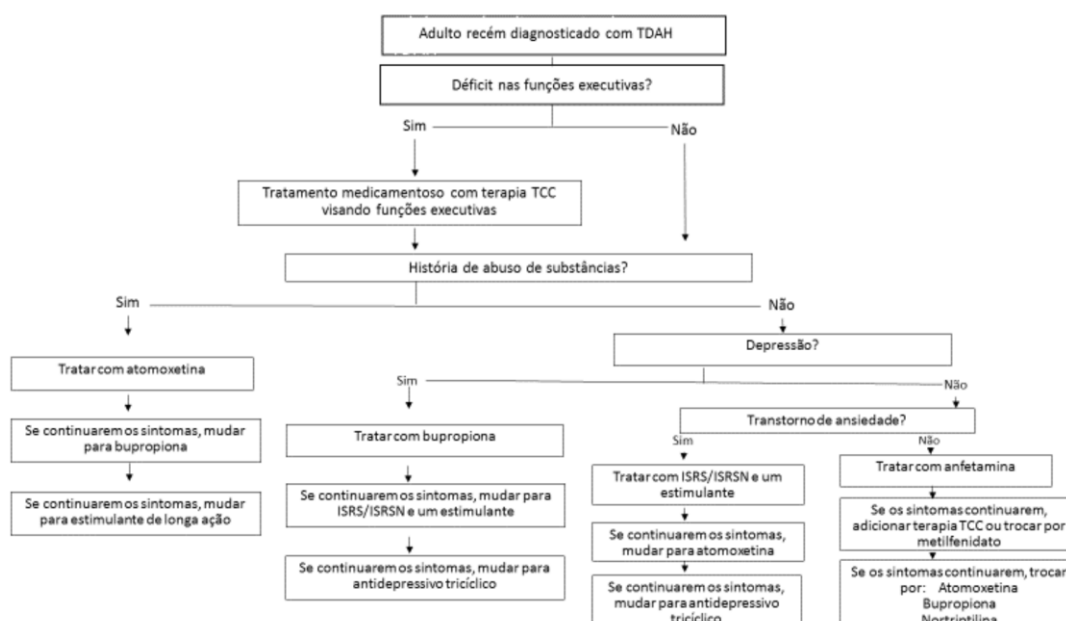 Adulto recém diagnosticado com TDAH
Déficit nas funções executivas?
Sim
Não
Tratamento medicamentoso com terapia TCC
visando funções executivas
História de abuso de substâncias?
Sim
Não
Depressão?
Tratar com atomoxetina
Sim
Não
Se continuarem os sintomas, mudar
para bupropiona
Tratar com bupropiona
Transtorno de ansiedade?
Sim
Não
Tratar com ISRS/ISRSN e um
estimulante
Tratar com anfetamina
Se continuarem os sintomas, mudar
para estimulante de longa ação
Se continuarem os sintomas, mudar para
ISRS/ISRSN e um estimulante
Se continuarem os sintomas,
mudar para atomoxetina
Se os sintomas continuarem,
adicionar terapia TCC ou trocar por
metilfenidato
Se continuarem os sintomas, mudar para
antidepressivo tricíclico
Se continuarem os sintomas,
mudar para antidepressivo
tricíclico
Se os sintomas continuarem, trocar
por: Atomoxetina
Bupropiona
Nortriptilina